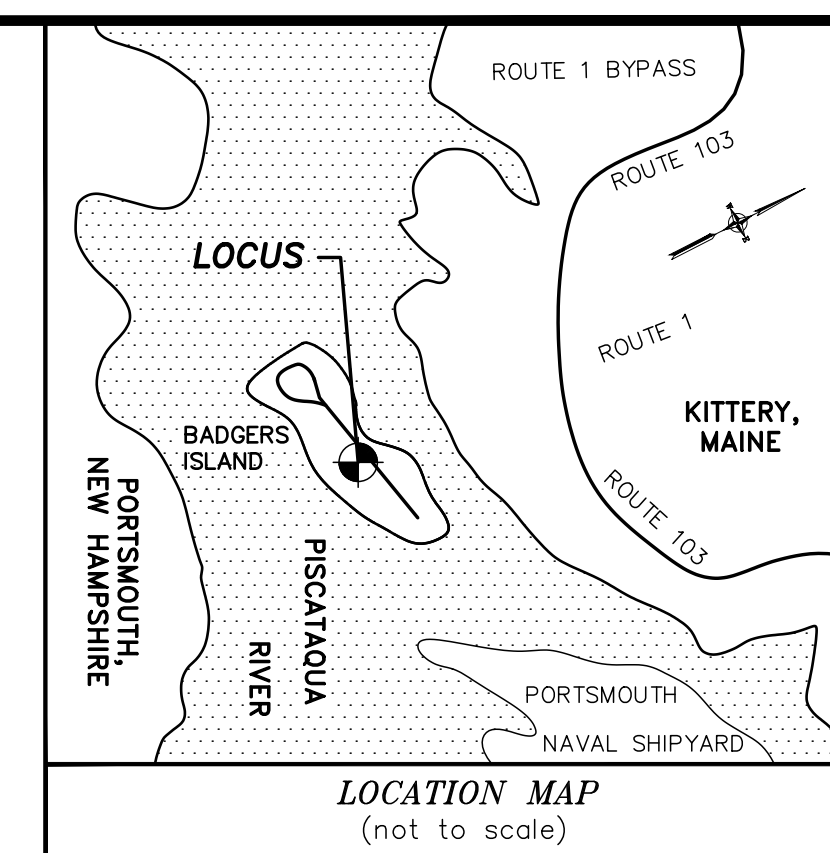 ROUTE 1 BYPASS
ROUTE 103
LOCUS
ROUTE 1
KITTERY,
MAINE
BADGERS
ISLAND
PORTSMOUTH,
NEW HAMPSHIRE
ROUTE 103
PISCATAQUA
RIVER
PORTSMOUTH
NAVAL SHIPYARD
LOCATION MAP
(not to scale)